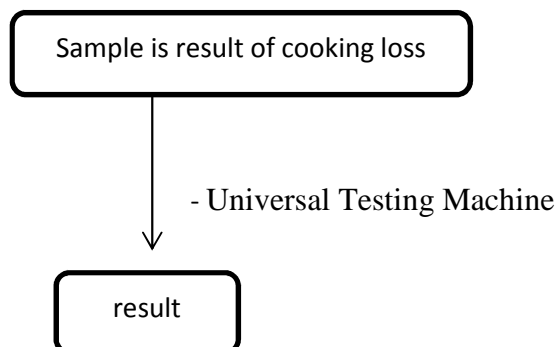 Sample is result of cooking loss
- Universal Testing Machine
result